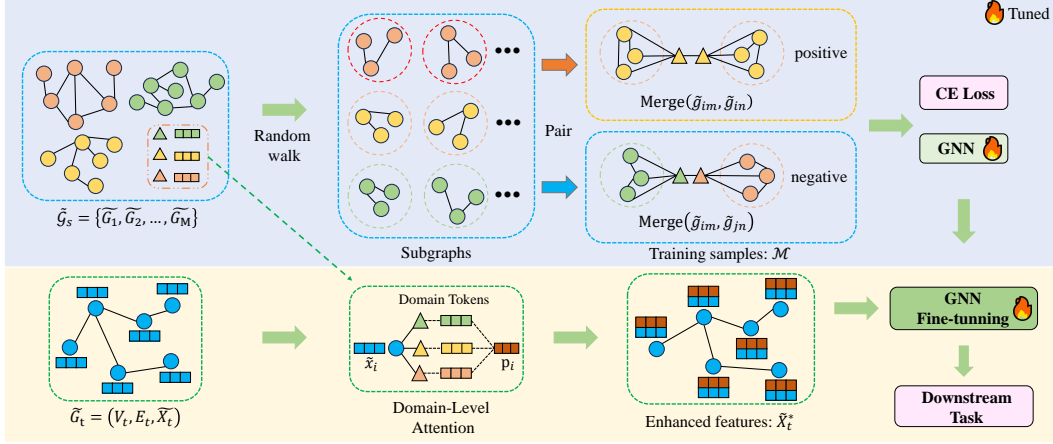 Tuned
positive
Merge(g̃ᵢₘ, g̃ᵢₙ)
CE Loss
Random
walk
Pair
GNN
negative
Merge(g̃ᵢₘ, g̃ⱼₙ)
𝒢̃ₛ = {G̃₁, G̃₂, ..., G̃_M}
Subgraphs
Training samples: ℳ
Domain Tokens
GNN
Fine-tunning
x̃ᵢ
pᵢ
G̃ₜ = (Vₜ, Eₜ, X̃ₜ)
Domain-Level
Attention
Enhanced features: X̃ₜ*
Downstream
Task